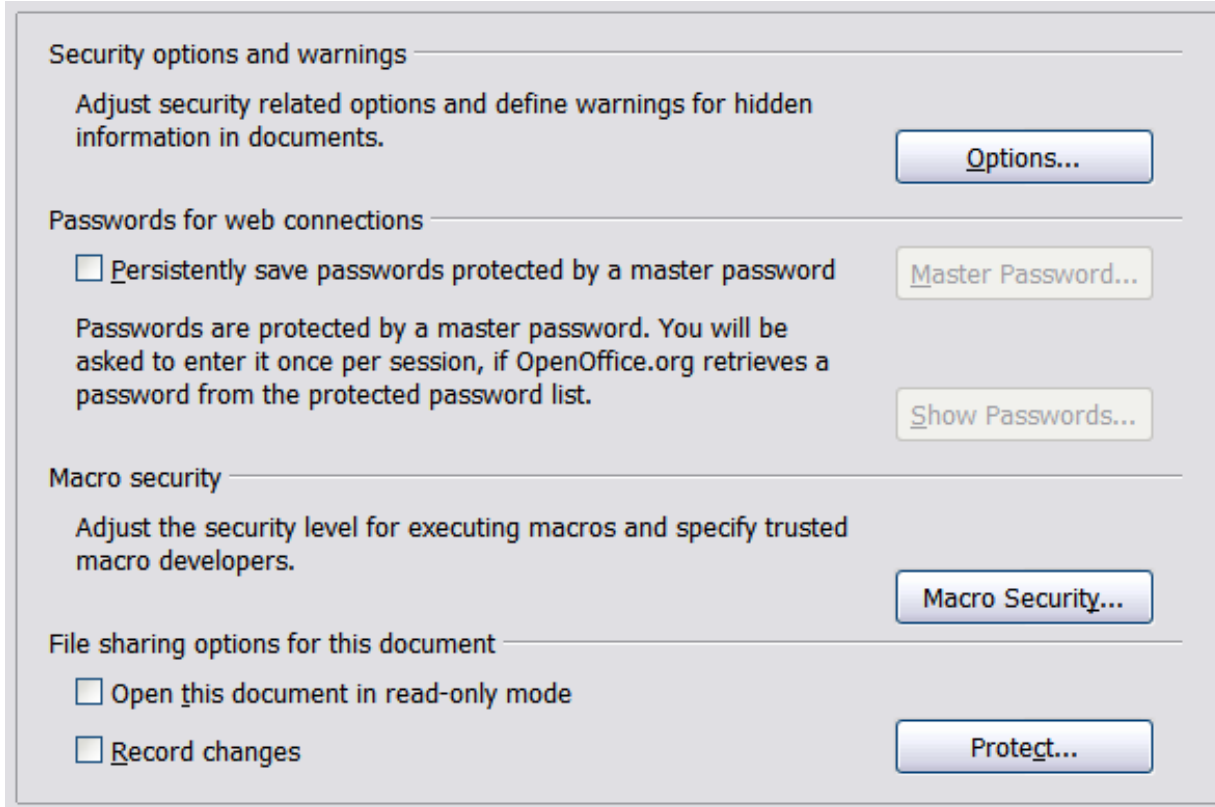 Security options and warnings
Adjust security related options and define warnings for hidden
information in documents.
Options...
Passwords for web connections
Persistently save passwords protected by a master password
Master Password...
Passwords are protected by a master password. You will be
asked to enter it once per session, if OpenOffice.org retrieves a
password from the protected password list.
Show Passwords...
Macro security
Adjust the security level for executing macros and specify trusted
macro developers.
Macro Security...
File sharing options for this document
Open this document in read-only mode
Record changes
Protect...